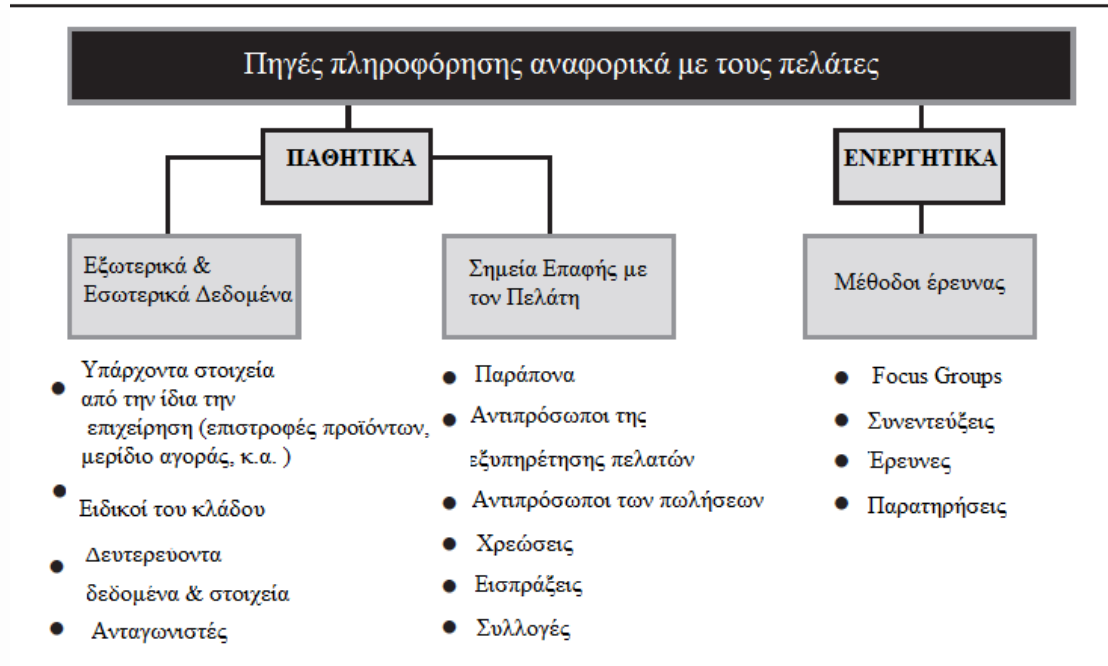 Πηγές πληροφόρησης αναφορικά με τους πελάτες
ΠΑΘΗΤΙΚΑ
ΕΝΕΡΓΗΤΙΚΑ
Εξωτερικά &
Εσωτερικά Δεδομένα
Σημεία Επαφής με
τον Πελάτη
Μέθοδοι έρευνας
● Υπάρχοντα στοιχεία
από την ίδια την
επιχείρηση (επιστροφές προϊόντων,
μερίδιο αγοράς, κ.α. )
● Ειδικοί του κλάδου
● Δευτερεύοντα
δεδομένα & στοιχεία
● Ανταγωνιστές
● Παράπονα
● Αντιπρόσωποι της
εξυπηρέτησης πελατών
● Αντιπρόσωποι των πωλήσεων
● Χρεώσεις
● Εισπράξεις
● Συλλογές
● Focus Groups
● Συνεντεύξεις
● Έρευνες
● Παρατηρήσεις